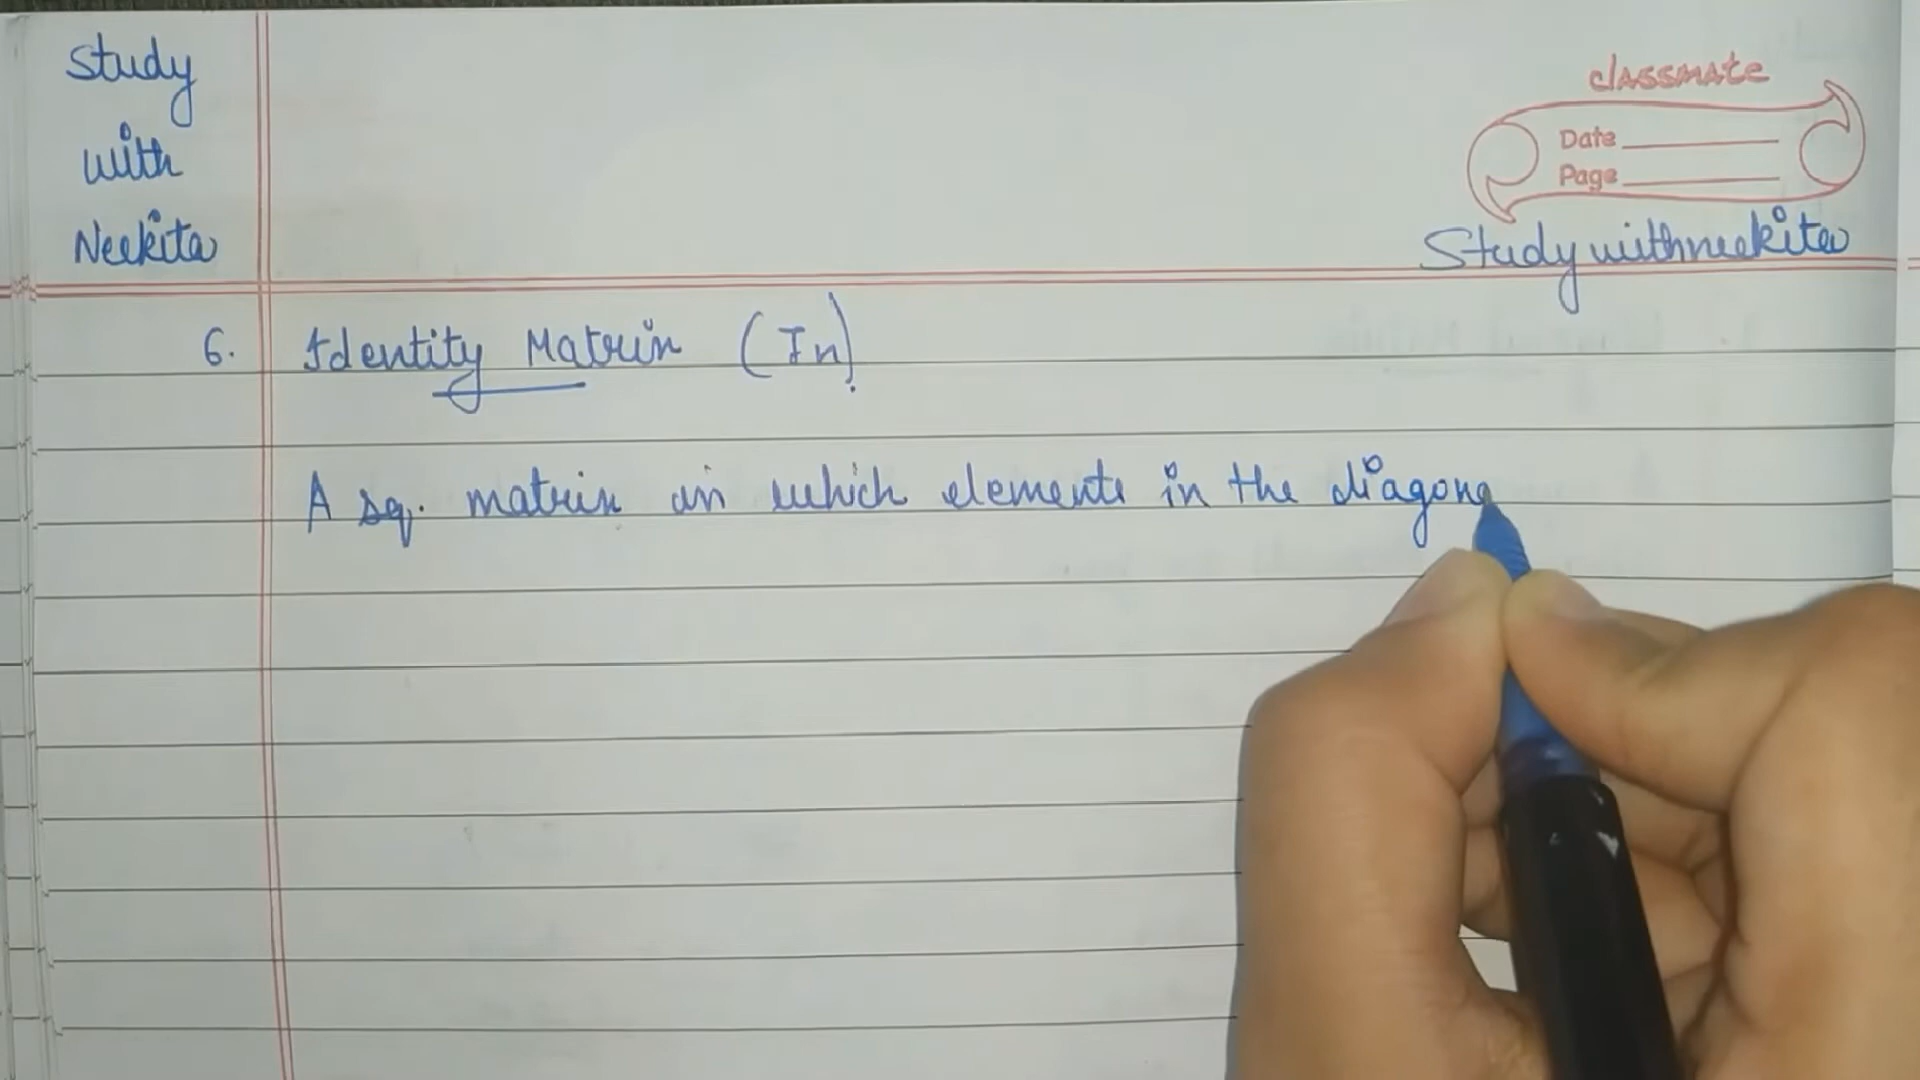 Study
with
Neekita
classmate
Date
Page
Studywithneekita
6. Identity Matrix (In)
A sq. matrix in which elements in the diagona